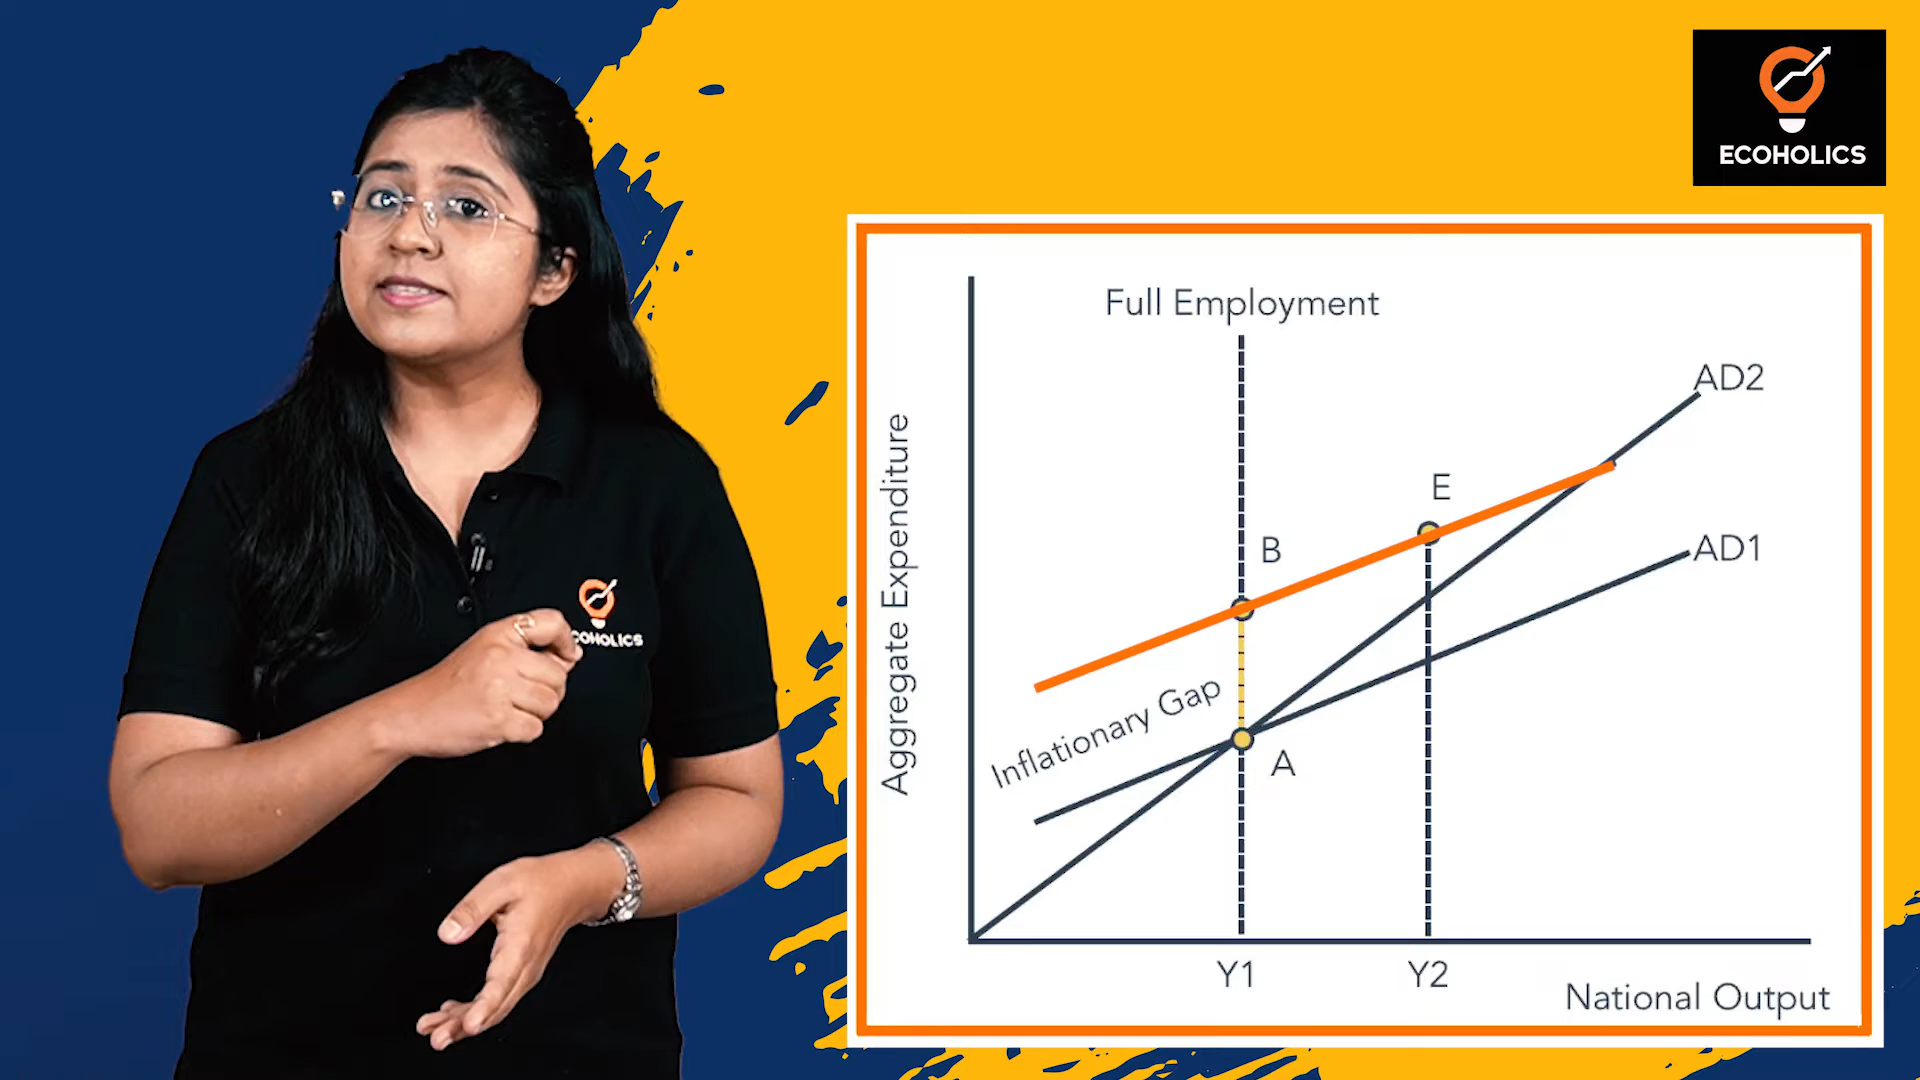 ECOHOLICS
Full Employment
AD2
E
B
AD1
Aggregate Expenditure
Inflationary Gap
A
Y1
Y2
National Output
COHOLICS